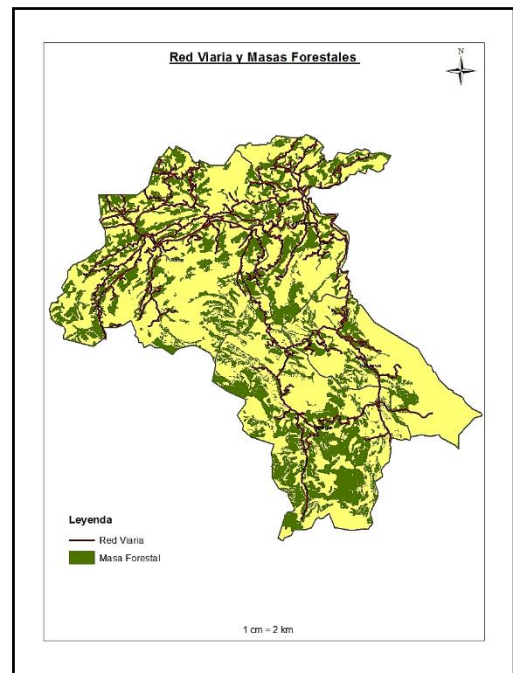 Red Viaria y Masas Forestales
N
Leyenda
Red Viaria
Masa Forestal
1 cm = 2 km